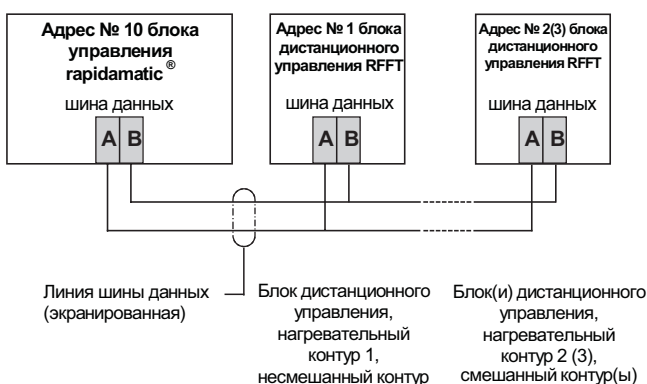 Адрес № 10 блока
управления
rapidamatic ®
шина данных
A B
Адрес № 1 блока
дистанционного
управления RFFT
шина данных
A B
Адрес № 2(3) блока
дистанционного
управления RFFT
шина данных
A B
Линия шины данных
(экранированная)
Блок дистанционного
управления,
нагревательный
контур 1,
несмешанный контур
Блок(и) дистанционного
управления,
нагревательный
контур 2 (3),
смешанный контур(ы)